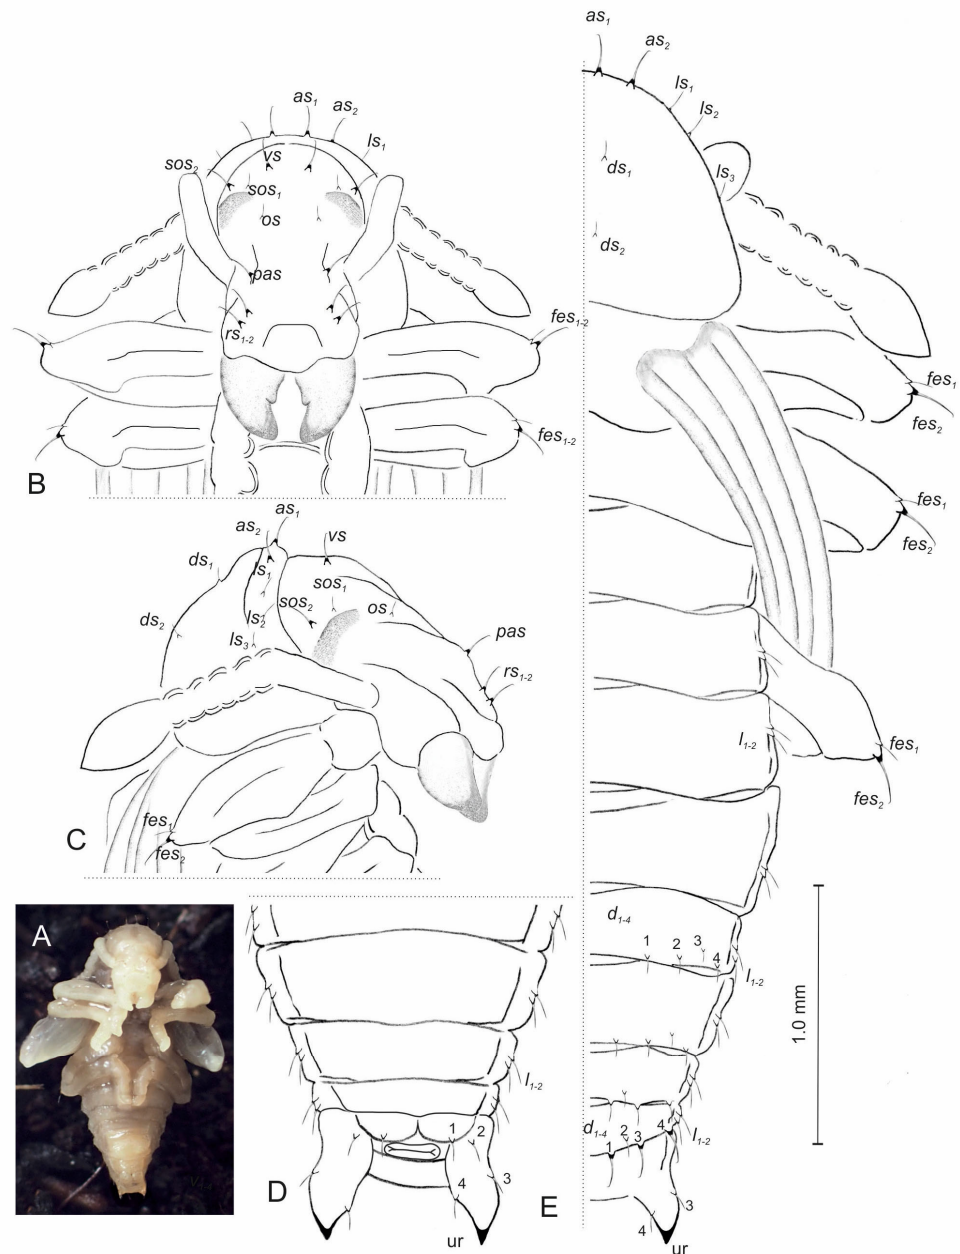 as1
as2
ls1
vs
sos2
sos1
os
pas
rs1-2
fes1-2
fes1-2
B
as1
as2
vs
ds1
ls1
sos1
sos2
os
ds2
ls2
ls3
pas
rs1-2
fes1
fes2
C
A
l1-2
1
2
3
4
D
ur
as1
as2
ls1
ls2
ds1
ls3
ds2
fes1
fes2
fes1
fes2
l1-2
fes1
fes2
d1-4
1
2
3
4
l1-2
1.0 mm
d1-4
1
2
3
4
l1-2
3
4
E
ur